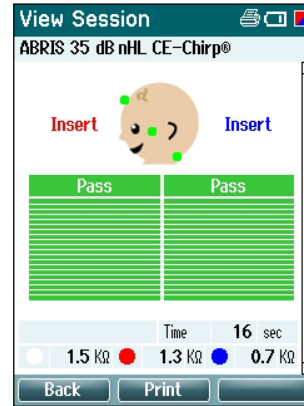 View Session
ABRIS 35 dB nHL CE-Chirp®
Insert Insert
Pass Pass
Time 16 sec
1.5 KΩ 1.3 KΩ 0.7 KΩ
Back Print